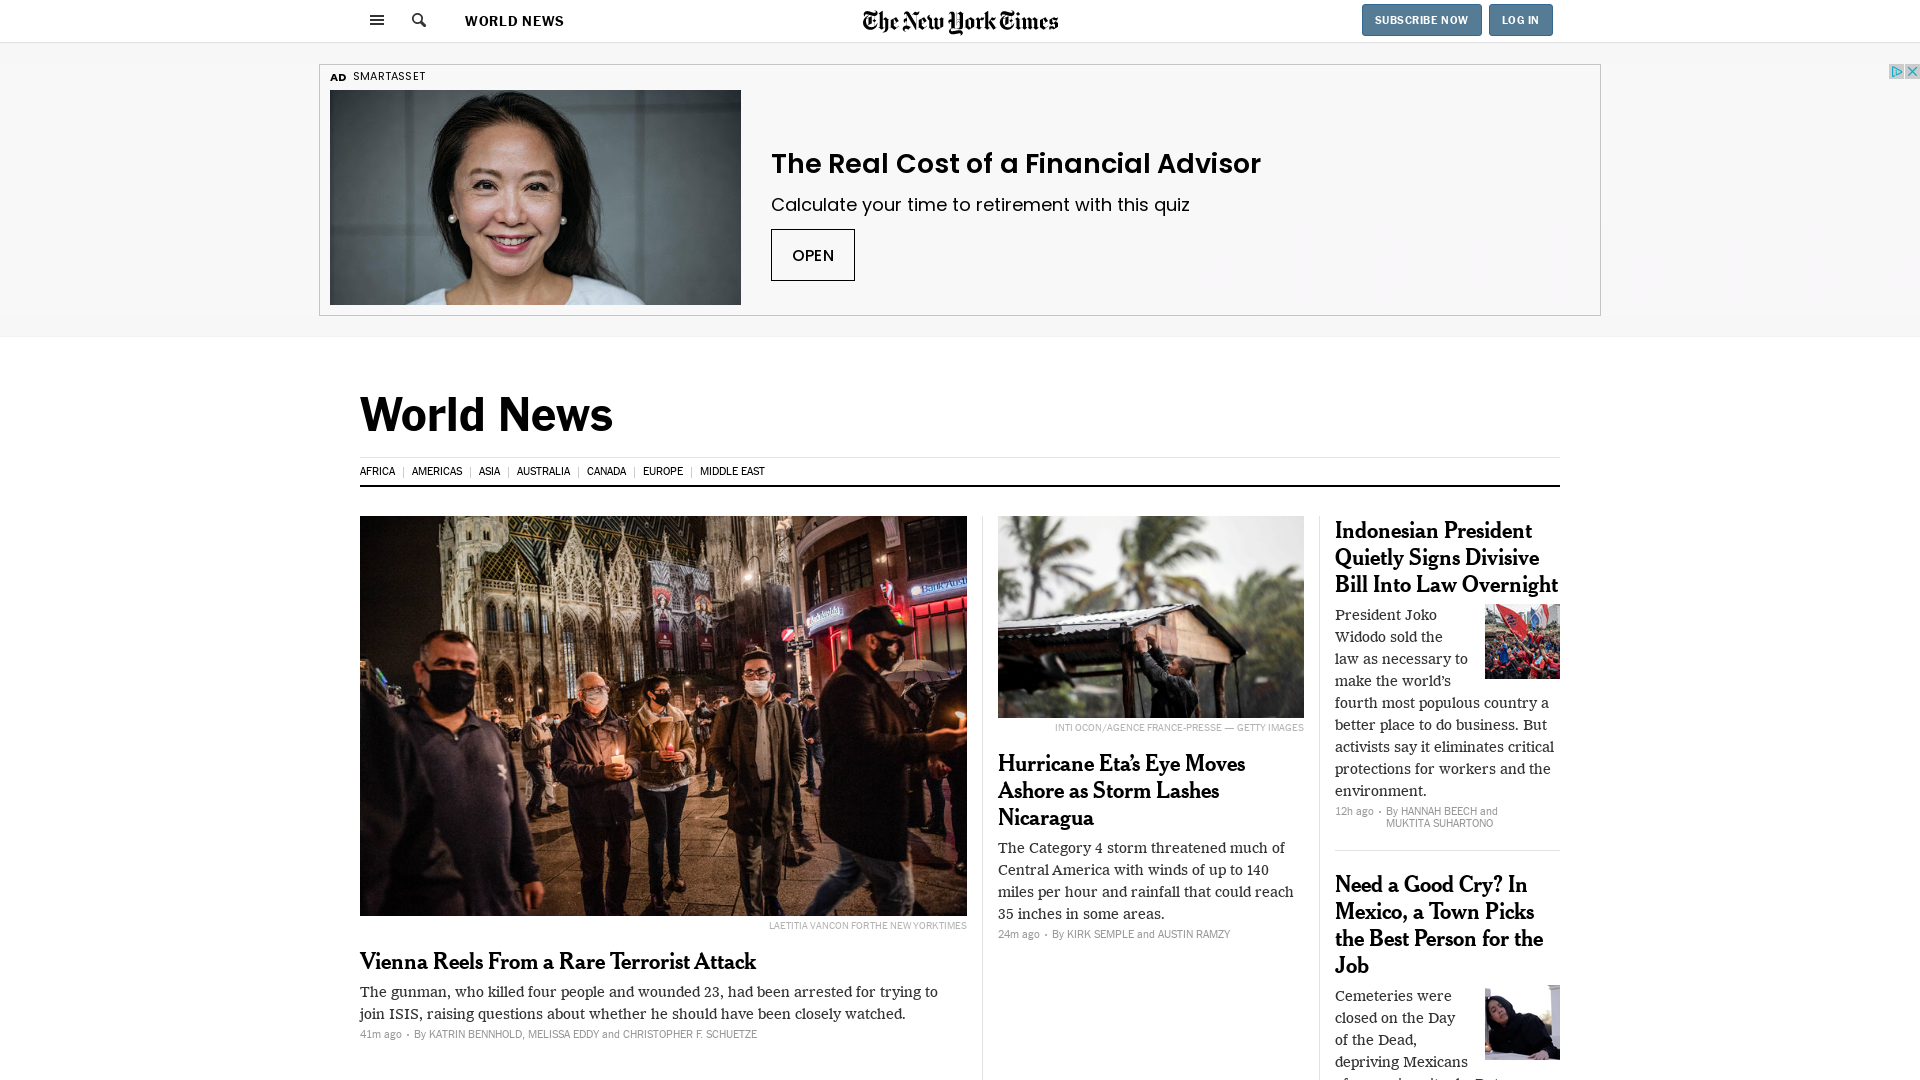 WORLD NEWS
The New York Times
SUBSCRIBE NOW
LOG IN
AD SMARTASSET
The Real Cost of a Financial Advisor
Calculate your time to retirement with this quiz
OPEN
World News
AFRICA
AMERICAS
ASIA
AUSTRALIA
CANADA
EUROPE
MIDDLE EAST
LAETITIA VANCON FOR THE NEW YORK TIMES
Vienna Reels From a Rare Terrorist Attack
The gunman, who killed four people and wounded 23, had been arrested for trying to
join ISIS, raising questions about whether he should have been closely watched.
41m ago · By KATRIN BENNHOLD, MELISSA EDDY and CHRISTOPHER F. SCHUETZE
INTI OCON/AGENCE FRANCE-PRESSE — GETTY IMAGES
Hurricane Eta’s Eye Moves
Ashore as Storm Lashes
Nicaragua
The Category 4 storm threatened much of
Central America with winds of up to 140
miles per hour and rainfall that could reach
35 inches in some areas.
24m ago · By KIRK SEMPLE and AUSTIN RAMZY
Indonesian President
Quietly Signs Divisive
Bill Into Law Overnight
President Joko
Widodo sold the
law as necessary to
make the world’s
fourth most populous country a
better place to do business. But
activists say it eliminates critical
protections for workers and the
environment.
12h ago · By HANNAH BEECH and
MUKTITA SUHARTONO
Need a Good Cry? In
Mexico, a Town Picks
the Best Person for the
Job
Cemeteries were
closed on the Day
of the Dead,
depriving Mexicans